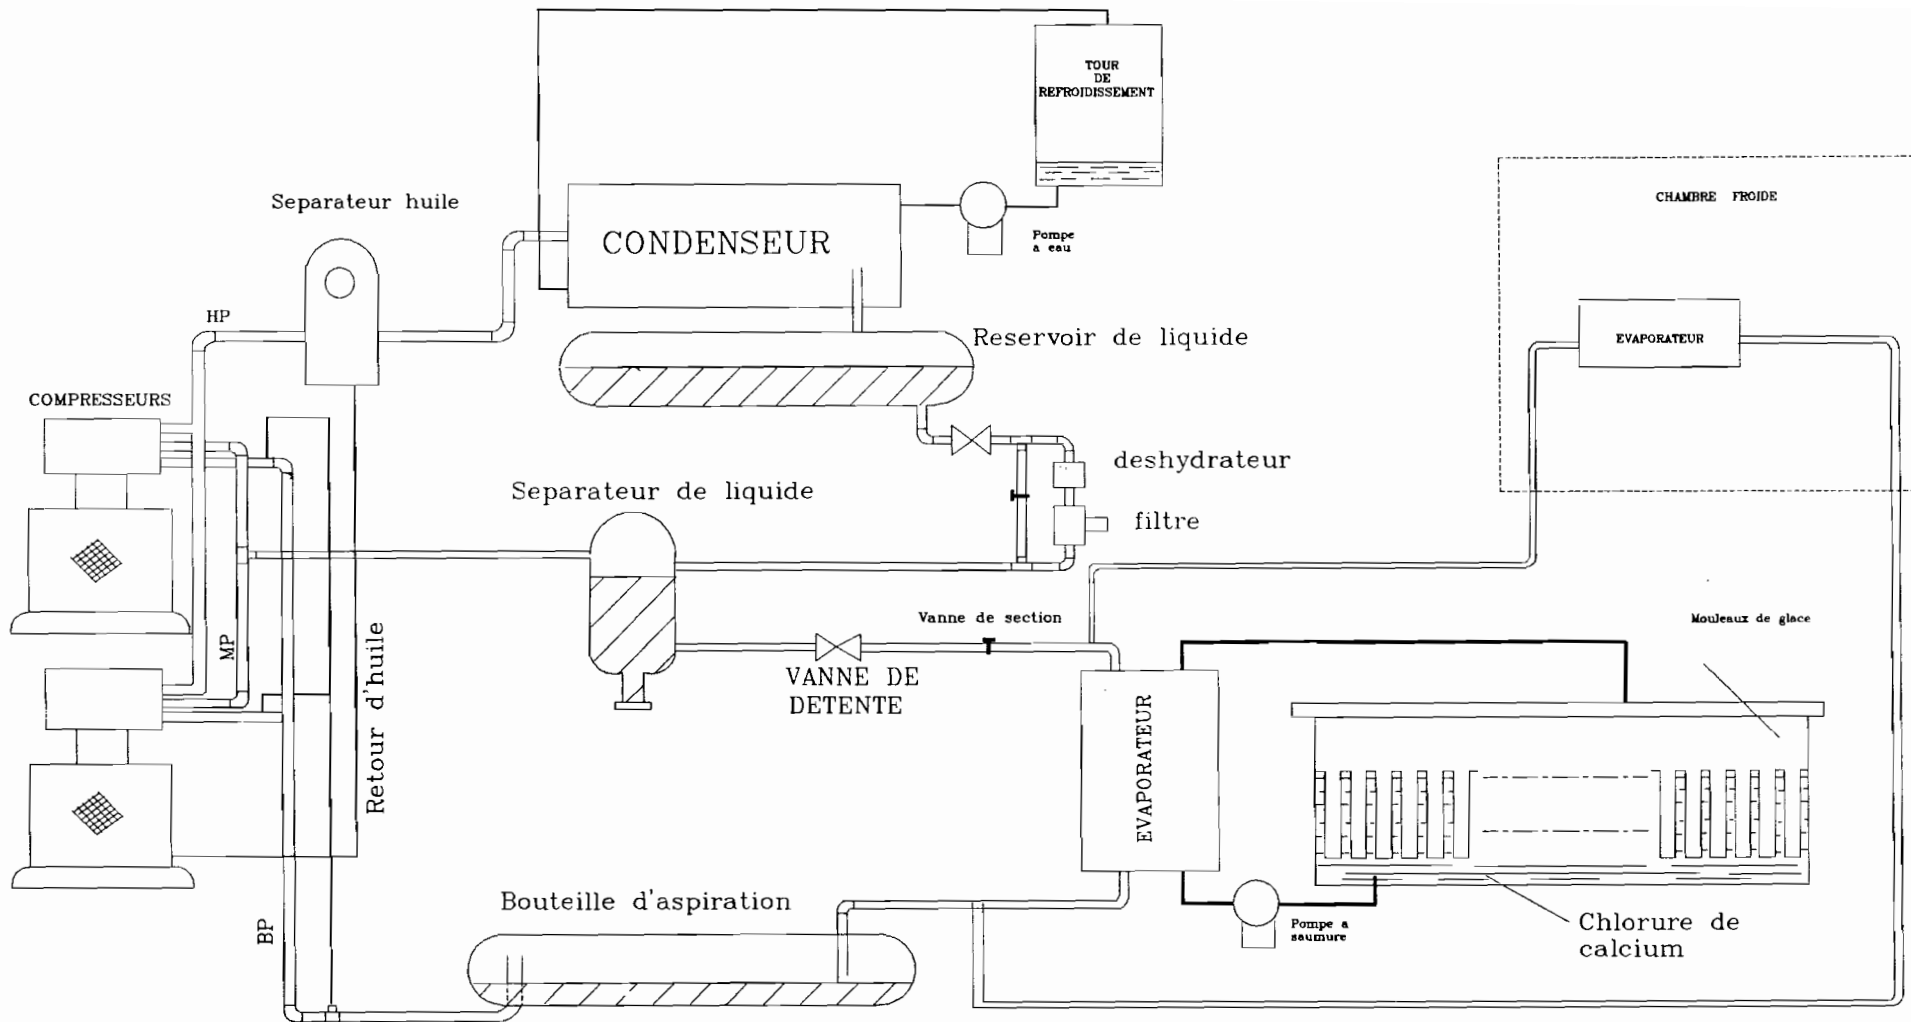 TOUR
DE
REFROIDISSEMENT
CHAMBRE FROIDE
Separateur huile
CONDENSEUR
Pompe
a eau
HP
Reservoir de liquide
EVAPORATEUR
COMPRESSEURS
deshydrateur
Separateur de liquide
filtre
Vanne de section
Mouleaux de glace
MP
Retour d'huile
VANNE DE
DETENTE
EVAPORATEUR
Bouteille d'aspiration
BP
Pompe a
saumure
Chlorure de
calcium